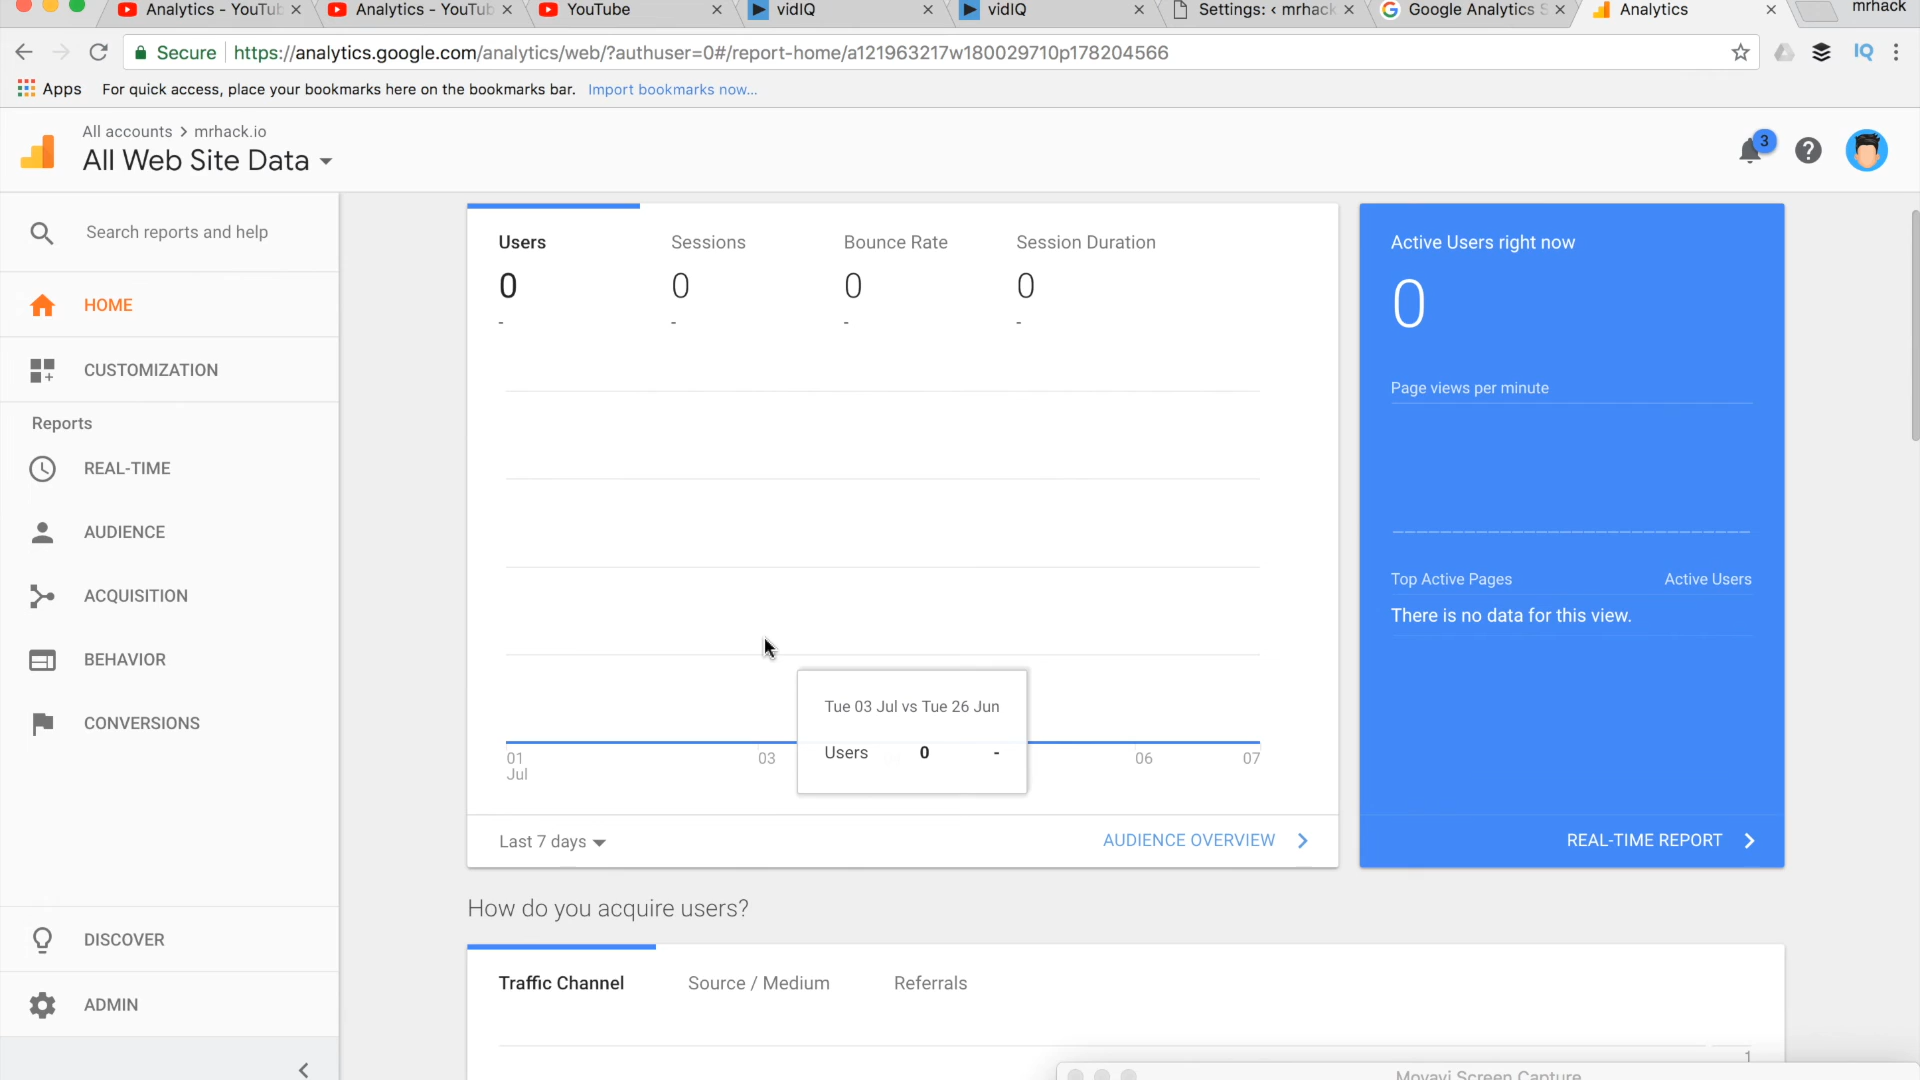 Analytics - YouTub
Analytics - YouTub
YouTube
vidIQ
vidIQ
Settings: ‹ mrhack
Google Analytics S
Analytics
mrhack
Secure
https://analytics.google.com/analytics/web/?authuser=0#/report-home/a121963217w180029710p178204566
IQ
Apps
For quick access, place your bookmarks here on the bookmarks bar. Import bookmarks now...
All accounts > mrhack.io
All Web Site Data
3
?
Search reports and help
HOME
CUSTOMIZATION
Reports
REAL-TIME
AUDIENCE
ACQUISITION
BEHAVIOR
CONVERSIONS
DISCOVER
ADMIN
Users
0
-
Sessions
0
-
Bounce Rate
0
-
Session Duration
0
-
Tue 03 Jul vs Tue 26 Jun
Users 0 -
01
Jul
03
06
07
Last 7 days
AUDIENCE OVERVIEW
Active Users right now
0
Page views per minute
Top Active Pages Active Users
There is no data for this view.
REAL-TIME REPORT
How do you acquire users?
Traffic Channel
Source / Medium
Referrals
1
Movavi Screen Capture